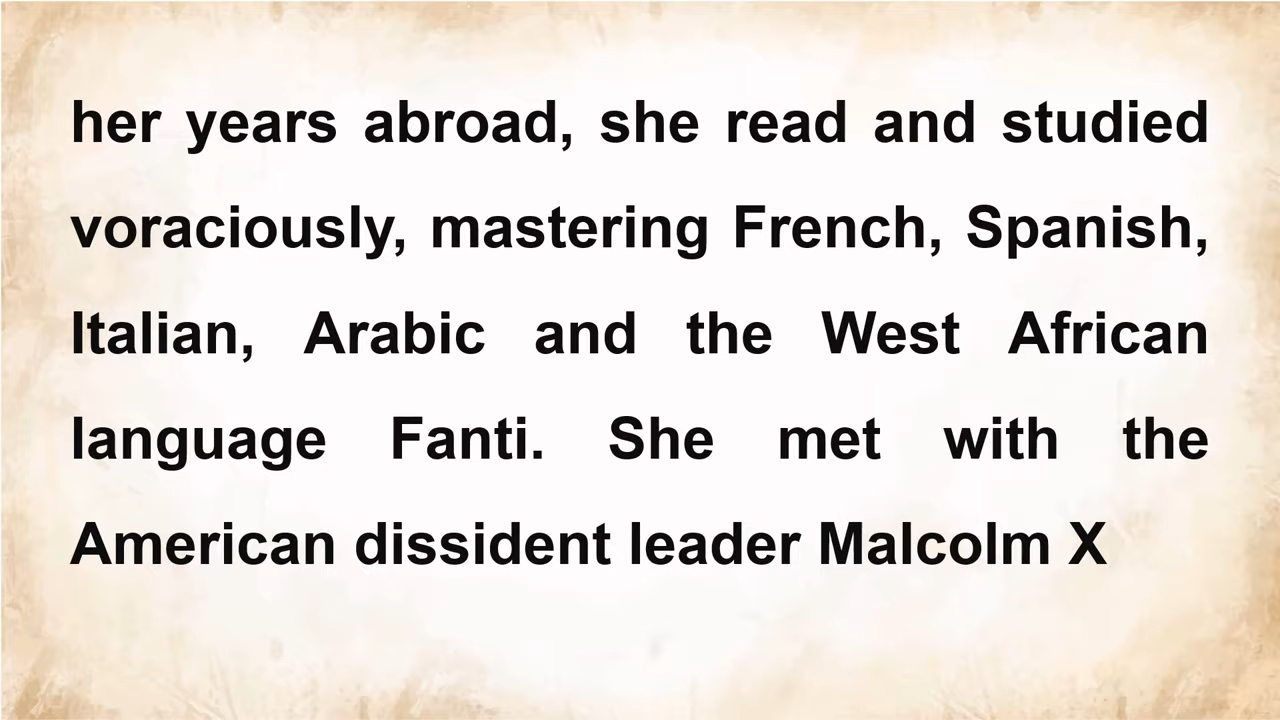 her years abroad, she read and studied
voraciously, mastering French, Spanish,
Italian, Arabic and the West African
language Fanti. She met with the
American dissident leader Malcolm X